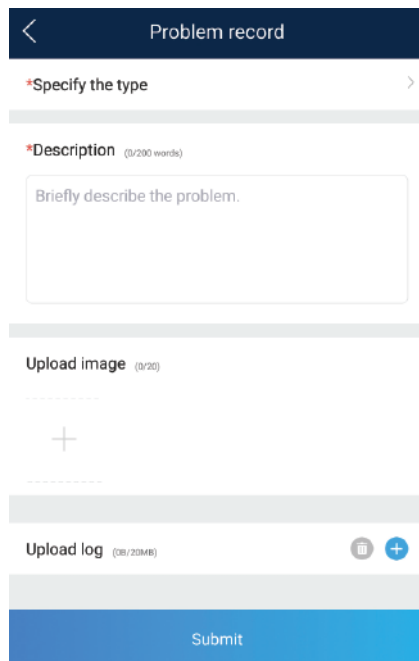 Problem record
*Specify the type
*Description (0/200 words)
Briefly describe the problem.
Upload image (0/20)
Upload log (0B/20MB)
Submit